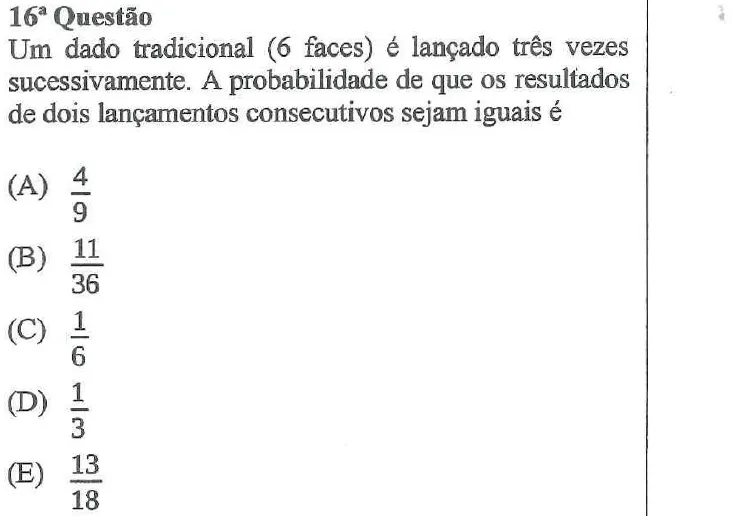 16ª Questão
Um dado tradicional (6 faces) é lançado três vezes
sucessivamente. A probabilidade de que os resultados
de dois lançamentos consecutivos sejam iguais é
(A) 4/9
(B) 11/36
(C) 1/6
(D) 1/3
(E) 13/18